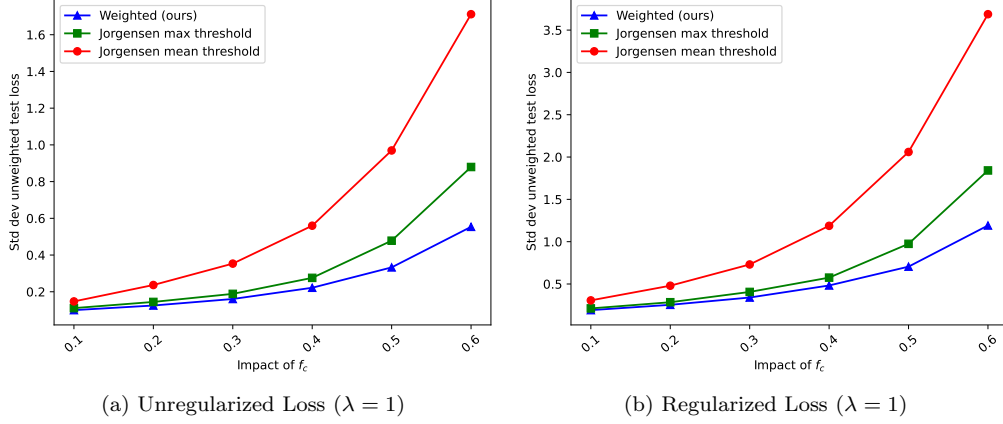 Weighted (ours)
Jorgensen max threshold
Jorgensen mean threshold
Std dev unweighted test loss
1.6
1.4
1.2
1.0
0.8
0.6
0.4
0.2
0.1
0.2
0.3
0.4
0.5
0.6
Impact of f_c
(a) Unregularized Loss (λ = 1)
Weighted (ours)
Jorgensen max threshold
Jorgensen mean threshold
Std dev unweighted test loss
3.5
3.0
2.5
2.0
1.5
1.0
0.5
0.1
0.2
0.3
0.4
0.5
0.6
Impact of f_c
(b) Regularized Loss (λ = 1)